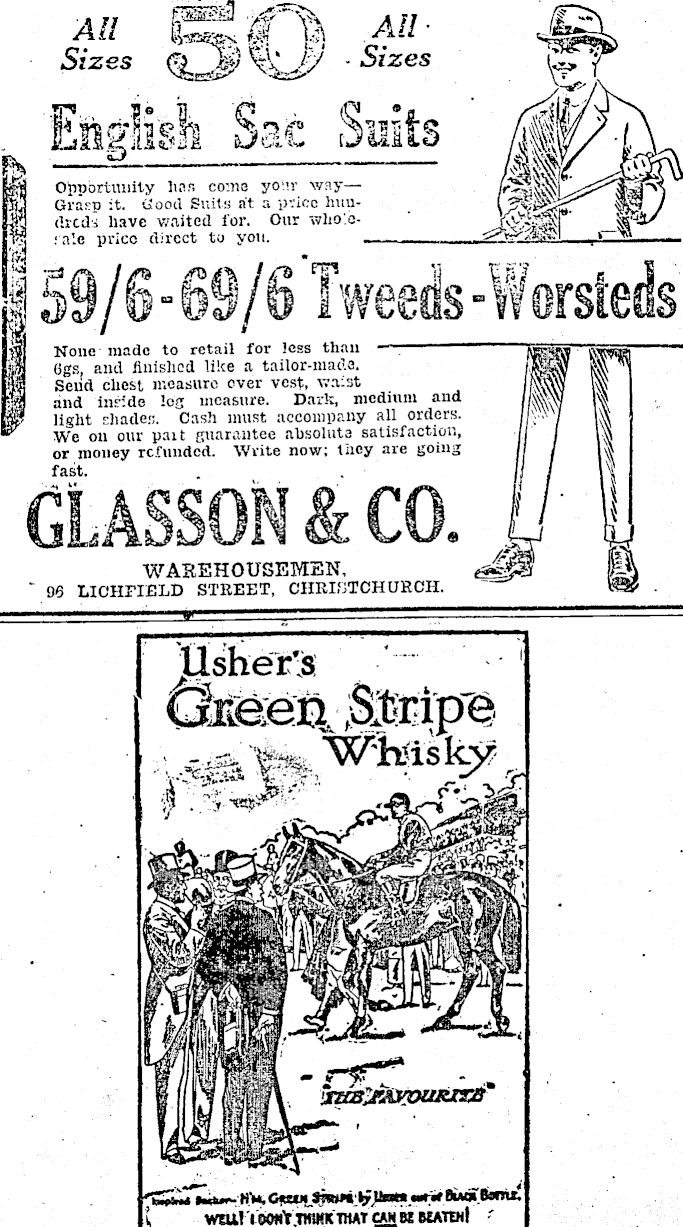 All 50 All
Sizes Sizes
English Sac Suits
Opportunity has come your way—
Grasp it. Good Suits at a price hun-
dreds have waited for. Our whole-
sale price direct to you.
59/6-69/6 Tweeds-Worsteds
None made to retail for less than
6gs, and finished like a tailor-made.
Send chest measure over vest, waist
and inside leg measure. Dark, medium and
light shades. Cash must accompany all orders.
We on our part guarantee absolute satisfaction,
or money refunded. Write now; they are going
fast.
GLASSON & CO.
WAREHOUSEMEN,
96 LICHFIELD STREET, CHRISTCHURCH.
Usher's
Green Stripe
Whisky
"THE FAVOURITE"
Inspired Backer— H'm, GREEN STRIPE by USHER out of BLACK BOTTLE.
WELL! I DON'T THINK THAT CAN BE BEATEN!